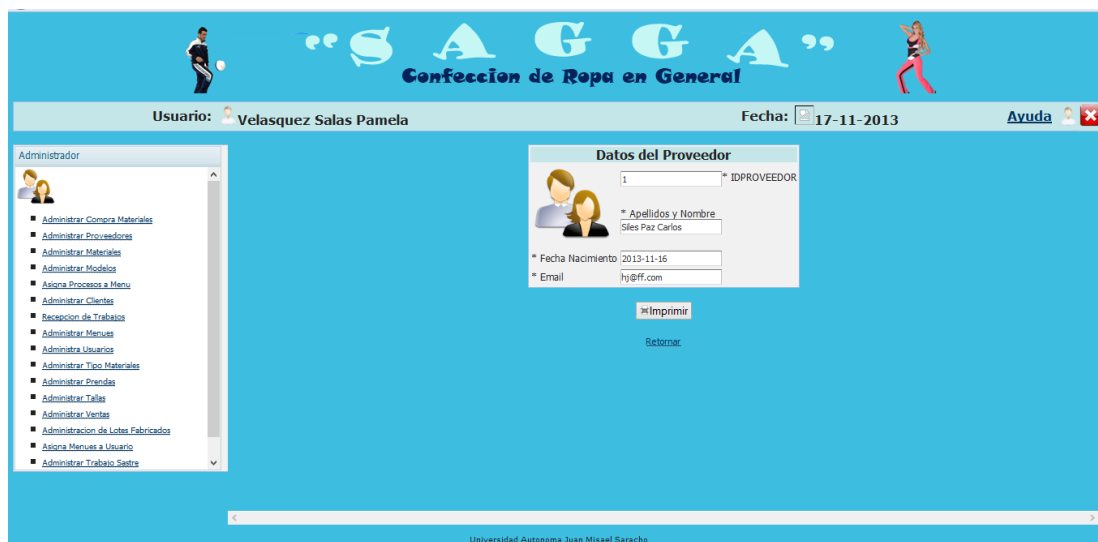 “S A G G A”
Confeccion de Ropa en General
Usuario: Velasquez Salas Pamela Fecha: 17-11-2013 Ayuda
Administrador
Administrar Compra Materiales
Administrar Proveedores
Administrar Materiales
Administrar Modelos
Asigna Procesos a Menu
Administrar Clientes
Recepcion de Trabajos
Administrar Menues
Administra Usuarios
Administrar Tipo Materiales
Administrar Prendas
Administrar Tallas
Administrar Ventas
Administracion de Lotes Fabricados
Asigna Menues a Usuario
Administrar Trabajo Sastre
Datos del Proveedor
1 * IDPROVEEDOR
* Apellidos y Nombre
Siles Paz Carlos
* Fecha Nacimiento 2013-11-16
* Email hj@ff.com
Imprimir
Retornar
Universidad Autonoma Juan Misael Saracho